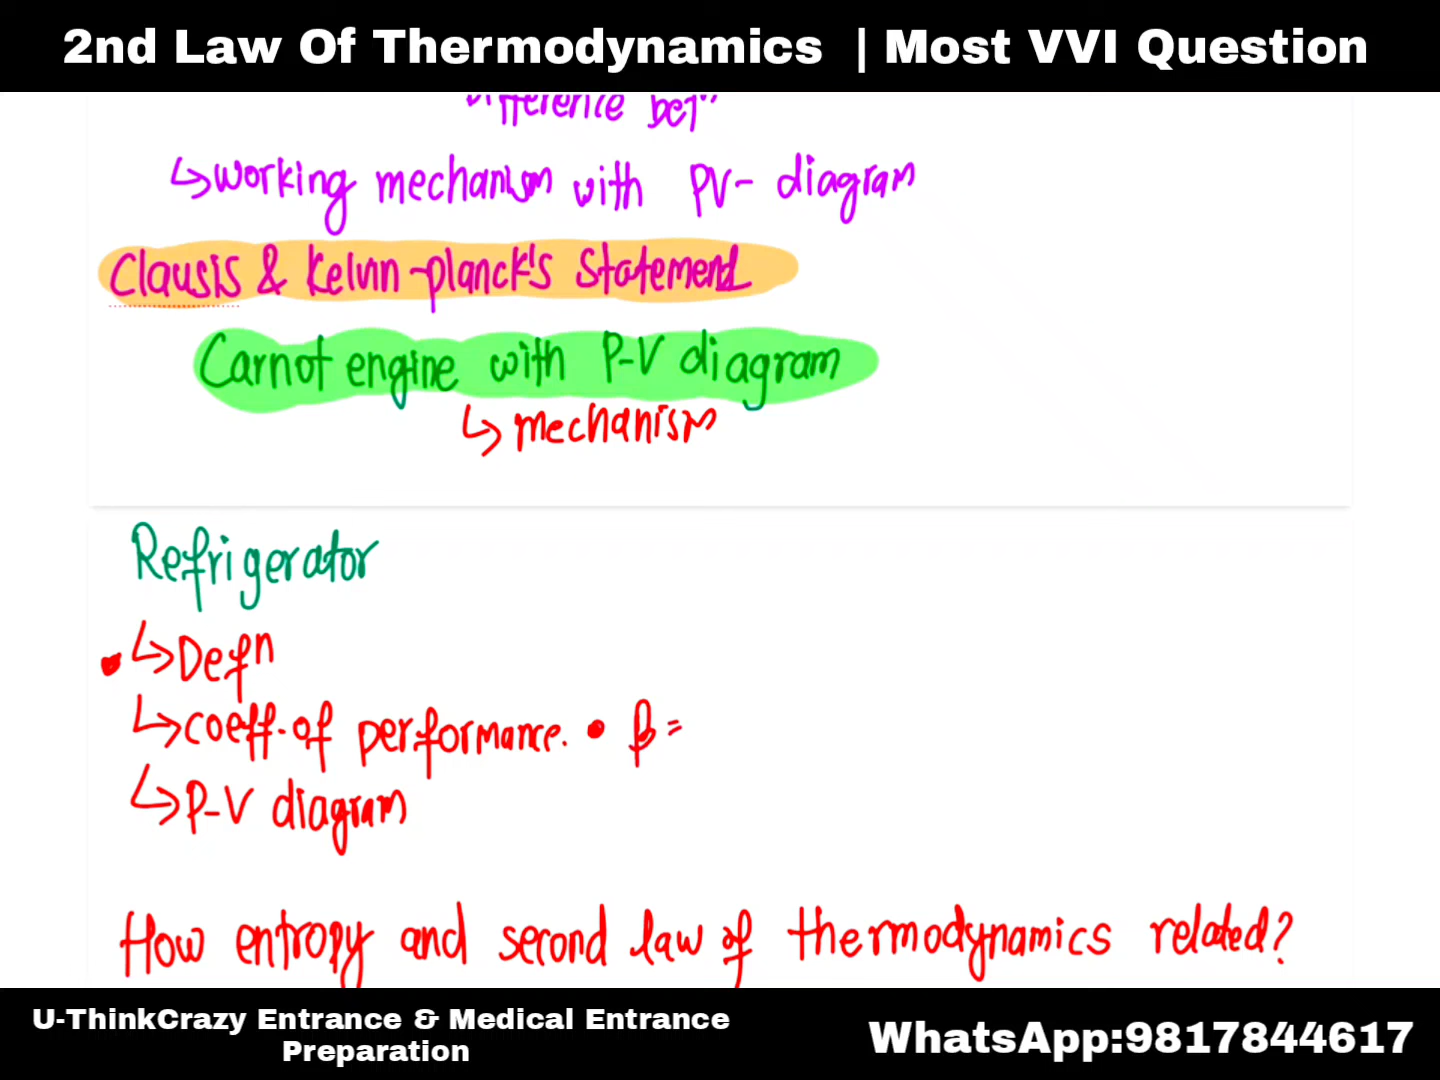 2nd Law Of Thermodynamics | Most VVI Question
Difference betn
↳ working mechanism with PV- diagram
Clausis & Kelvin-planck's Statement
Carnot engine with P-V diagram
↳ mechanism
Refrigerator
↳ Defn
↳ coeff. of performance. • β =
↳ P-V diagram
How entropy and second law of thermodynamics related?
U-ThinkCrazy Entrance & Medical Entrance
Preparation
WhatsApp:9817844617